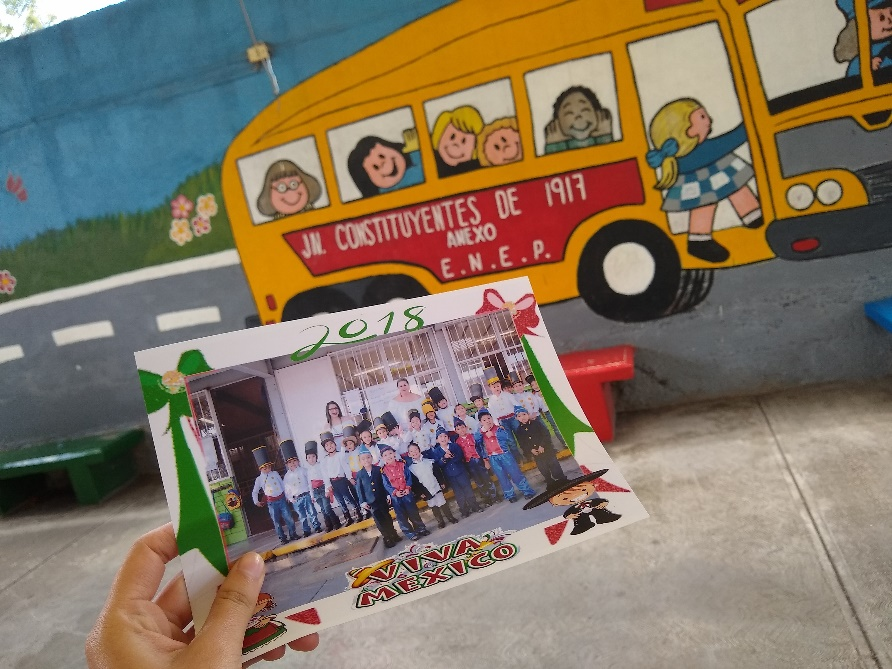 JN. CONSTITUYENTES DE 1917
ANEXO
E.N.E.P.
2018
VIVA
MEXICO